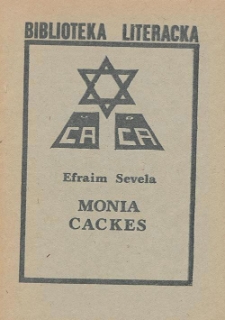 BIBLIOTEKA LITERACKA
CA CA
Efraim Sevela
MONIA
CACKES